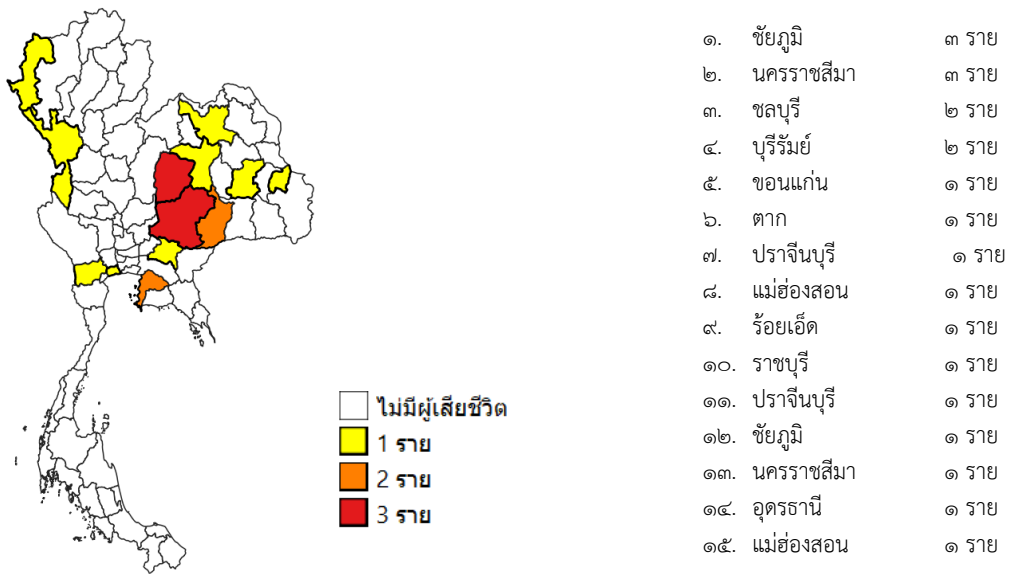 ๑. ชัยภูมิ ๓ ราย
๒. นครราชสีมา ๓ ราย
๓. ชลบุรี ๒ ราย
๔. บุรีรัมย์ ๒ ราย
๕. ขอนแก่น ๑ ราย
๖. ตาก ๑ ราย
๗. ปราจีนบุรี ๑ ราย
๘. แม่ฮ่องสอน ๑ ราย
๙. ร้อยเอ็ด ๑ ราย
๑๐. ราชบุรี ๑ ราย
๑๑. ปราจีนบุรี ๑ ราย
๑๒. ชัยภูมิ ๑ ราย
๑๓. นครราชสีมา ๑ ราย
๑๔. อุดรธานี ๑ ราย
๑๕. แม่ฮ่องสอน ๑ ราย
ไม่มีผู้เสียชีวิต
1 ราย
2 ราย
3 ราย